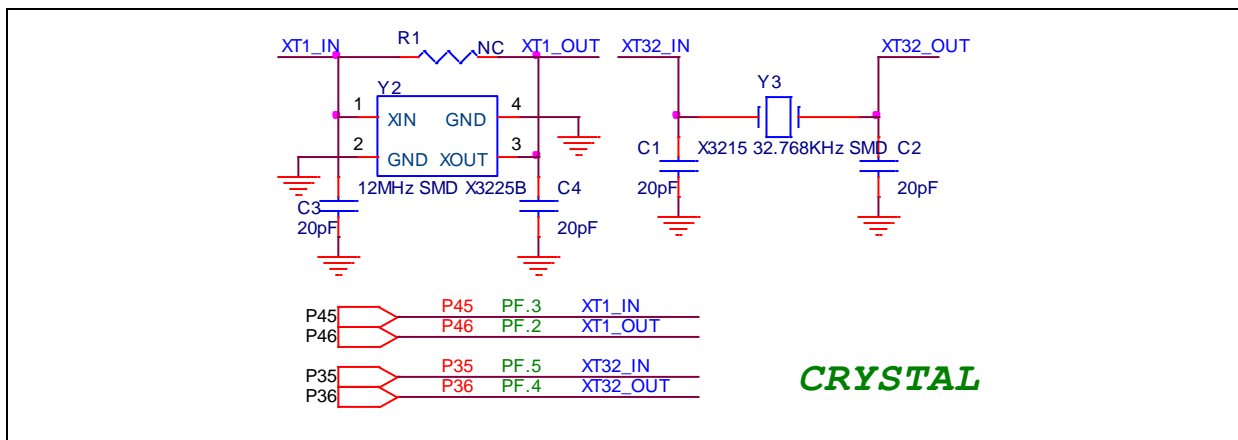 XT1_IN R1 NC XT1_OUT XT32_IN XT32_OUT
Y2 Y3
1 XIN GND 4
2 GND XOUT 3
C1 X3215 32.768KHz SMD C2
12MHz SMD X3225B C4
20pF 20pF
C3
20pF 20pF
P45 P45 PF.3 XT1_IN
P46 P46 PF.2 XT1_OUT
P35 P35 PF.5 XT32_IN
P36 P36 PF.4 XT32_OUT
CRYSTAL